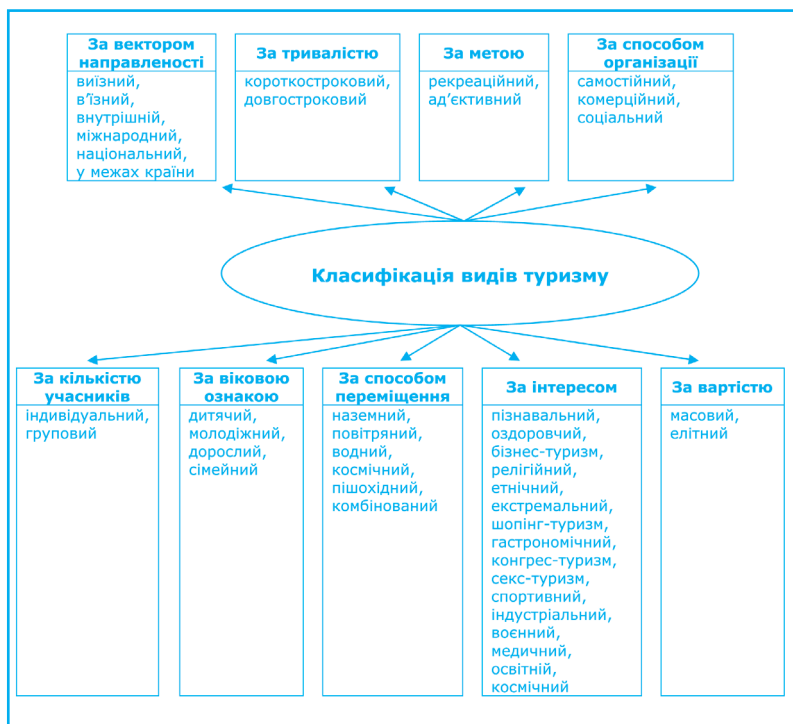 За вектором
направленості
виїзний,
в’їзний,
внутрішній,
міжнародний,
національний,
у межах країни
За тривалістю
короткостроковий,
довгостроковий
За метою
рекреаційний,
ад’єктивний
За способом
організації
самостійний,
комерційний,
соціальний
Класифікація видів туризму
За кількістю
учасників
індивідуальний,
груповий
За віковою
ознакою
дитячий,
молодіжний,
дорослий,
сімейний
За способом
переміщення
наземний,
повітряний,
водний,
космічний,
пішохідний,
комбінований
За інтересом
пізнавальний,
оздоровчий,
бізнес-туризм,
релігійний,
етнічний,
екстремальний,
шопінг-туризм,
гастрономічний,
конгрес-туризм,
секс-туризм,
спортивний,
індустріальний,
воєнний,
медичний,
освітній,
космічний
За вартістю
масовий,
елітний